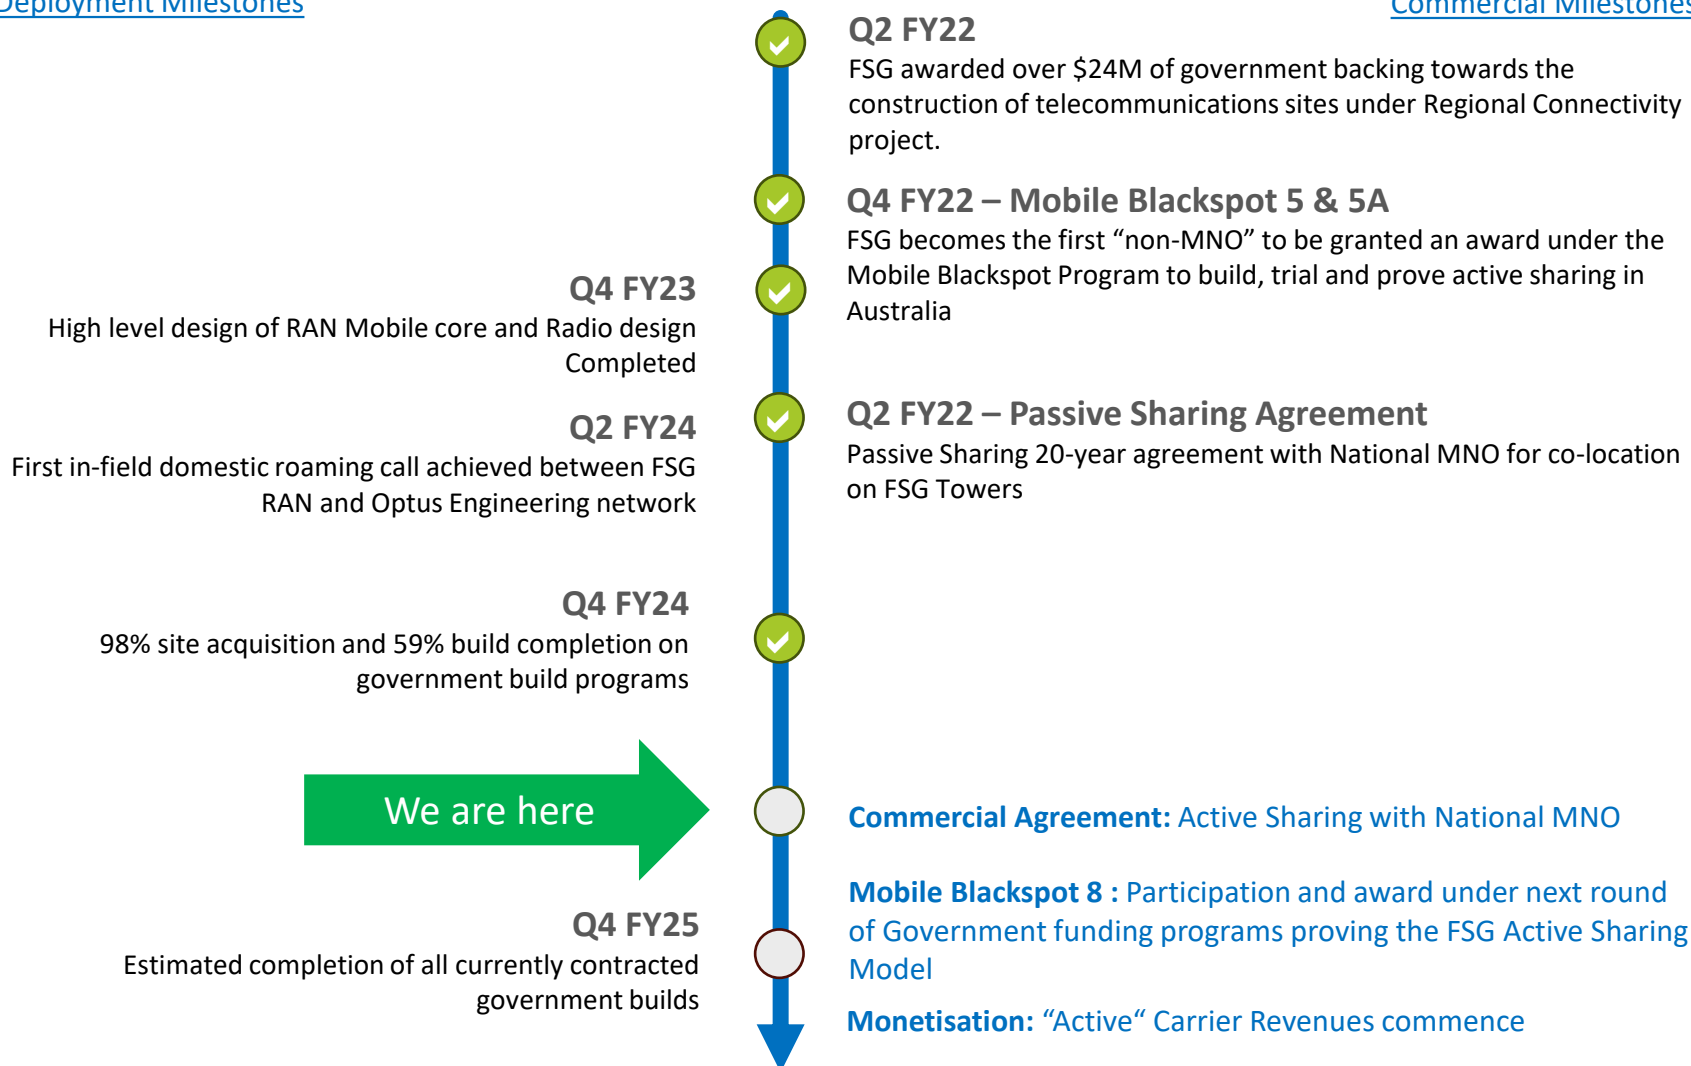 Deployment Milestones
Commercial Milestones
Q2 FY22
FSG awarded over $24M of government backing towards the
construction of telecommunications sites under Regional Connectivity
project.
Q4 FY22 – Mobile Blackspot 5 & 5A
FSG becomes the first “non-MNO” to be granted an award under the
Mobile Blackspot Program to build, trial and prove active sharing in
Australia
Q4 FY23
High level design of RAN Mobile core and Radio design
Completed
Q2 FY22 – Passive Sharing Agreement
Passive Sharing 20-year agreement with National MNO for co-location
on FSG Towers
Q2 FY24
First in-field domestic roaming call achieved between FSG
RAN and Optus Engineering network
Q4 FY24
98% site acquisition and 59% build completion on
government build programs
We are here
Commercial Agreement: Active Sharing with National MNO
Mobile Blackspot 8 : Participation and award under next round
of Government funding programs proving the FSG Active Sharing
Model
Q4 FY25
Estimated completion of all currently contracted
government builds
Monetisation: “Active“ Carrier Revenues commence